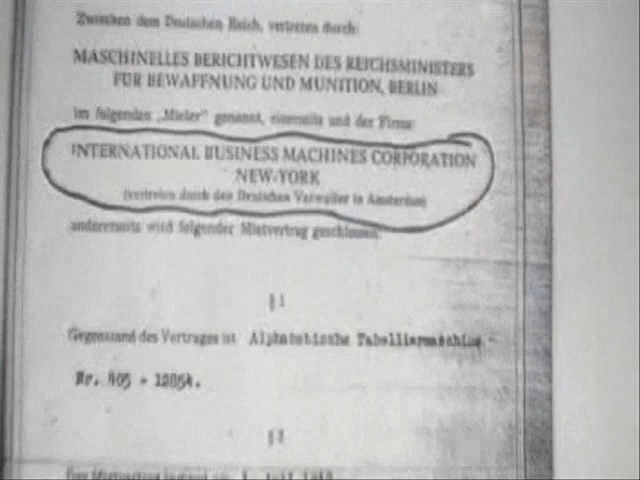 Zwischen dem Deutschen Reich, vertreten durch:
MASCHINELLES BERICHTWESEN DES REICHSMINISTERS
FÜR BEWAFFNUNG UND MUNITION, BERLIN
im folgenden „Mieter" genannt, einerseits und der Firma:
INTERNATIONAL BUSINESS MACHINES CORPORATION
NEW-YORK
(vertreten durch den Deutschen Verwalter in Amsterdam)
andererseits wird folgender Mietvertrag geschlossen:
§ 1
Gegenstand des Vertrages ist Alphabetische Tabelliermaschine
Nr. 405 -
§ 2